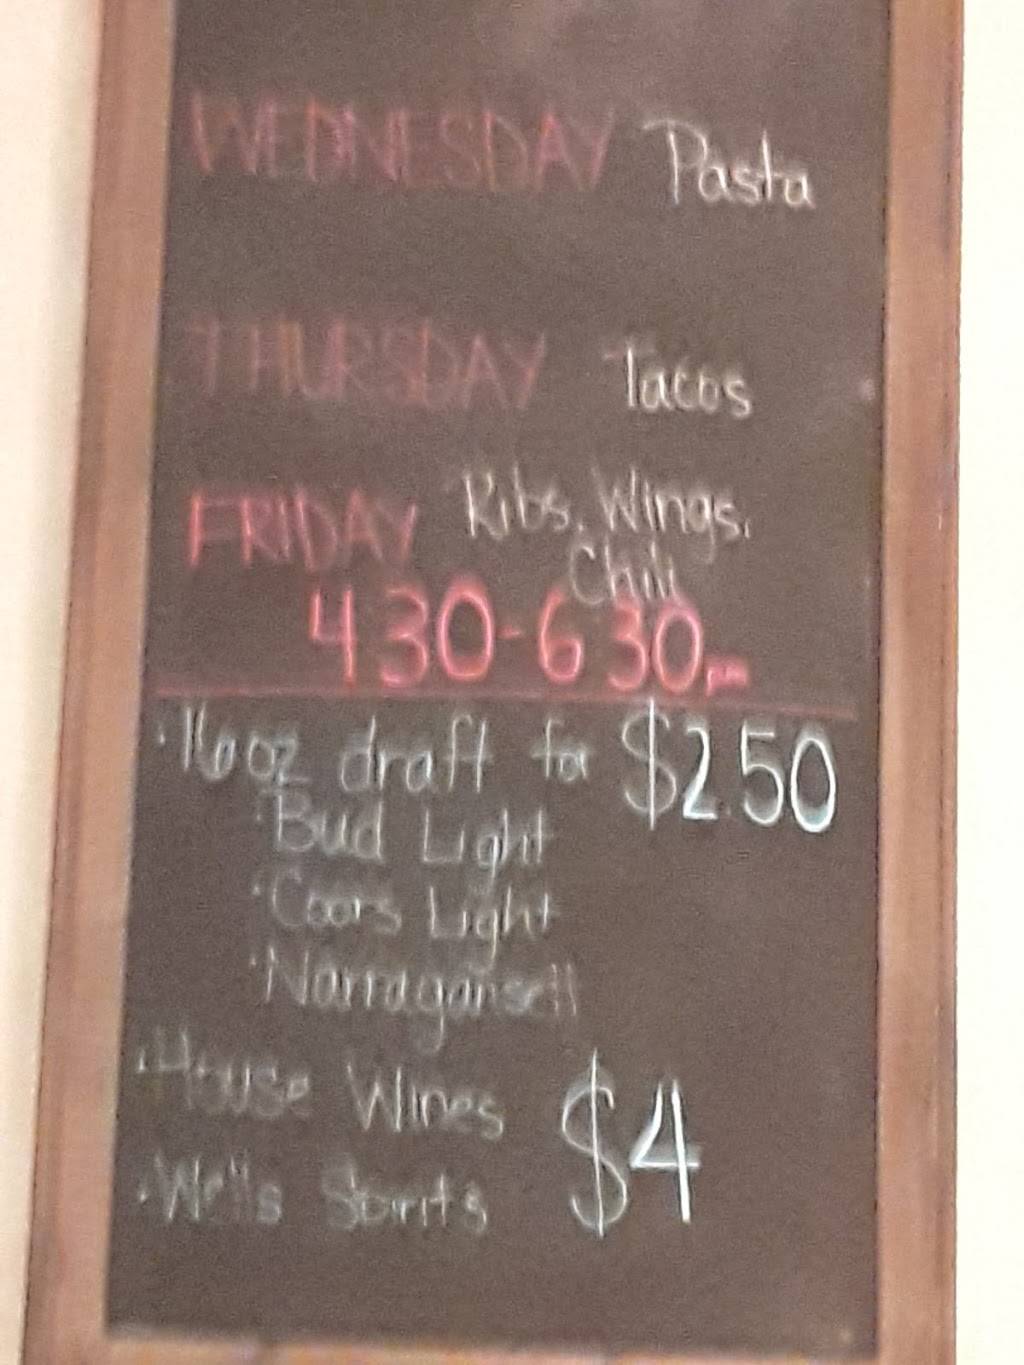 WEDNESDAY Pasta
THURSDAY Tacos
FRIDAY Ribs, Wings,
Chili
430-630pm
·16oz draft for $2.50
·Bud Light
·Coors Light
·Narragansett
·House Wines $4
·Wells Spirits